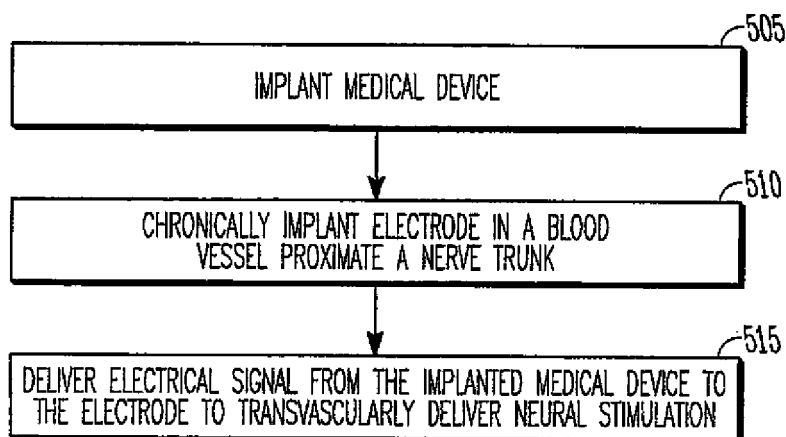 505
IMPLANT MEDICAL DEVICE
510
CHRONICALLY IMPLANT ELECTRODE IN A BLOOD
VESSEL PROXIMATE A NERVE TRUNK
515
DELIVER ELECTRICAL SIGNAL FROM THE IMPLANTED MEDICAL DEVICE TO
THE ELECTRODE TO TRANSVASCULARLY DELIVER NEURAL STIMULATION